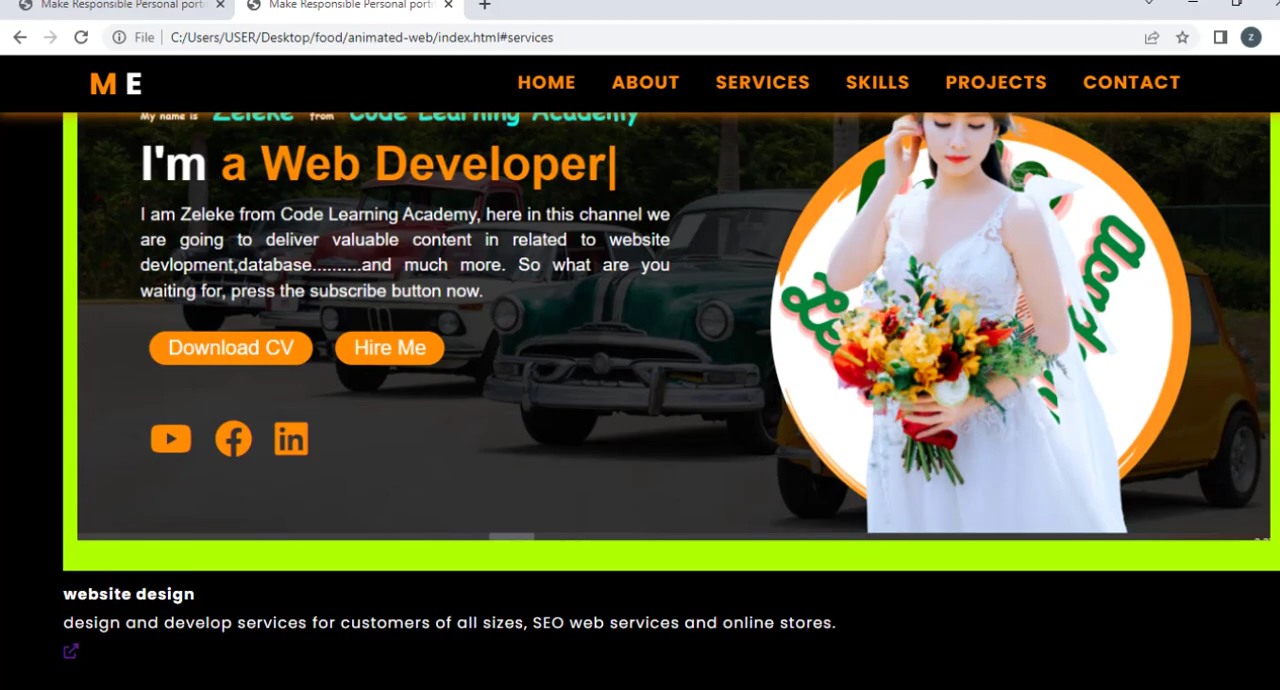 Make Responsible Personal port
Make Responsible Personal port
File
C:/Users/USER/Desktop/food/animated-web/index.html#services
Z
M E
HOME ABOUT SERVICES SKILLS PROJECTS CONTACT
My name is Zeleke from Code Learning Academy
I'm a Web Developer|
I am Zeleke from Code Learning Academy, here in this channel we
are going to deliver valuable content in related to website
devlopment,database..........and much more. So what are you
waiting for, press the subscribe button now.
Download CV Hire Me
in
website design
design and develop services for customers of all sizes, SEO web services and online stores.